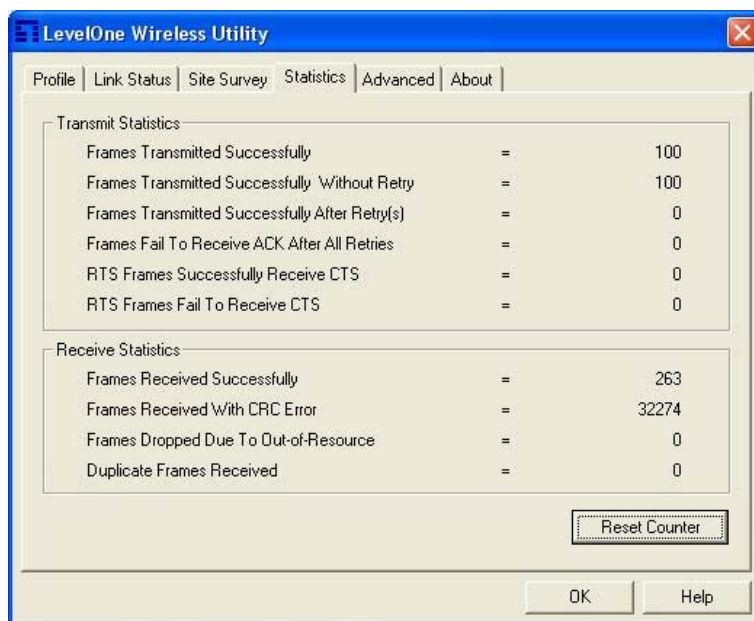 LevelOne Wireless Utility
Profile Link Status Site Survey Statistics Advanced About
Transmit Statistics
Frames Transmitted Successfully = 100
Frames Transmitted Successfully Without Retry = 100
Frames Transmitted Successfully After Retry(s) = 0
Frames Fail To Receive ACK After All Retries = 0
RTS Frames Successfully Receive CTS = 0
RTS Frames Fail To Receive CTS = 0
Receive Statistics
Frames Received Successfully = 263
Frames Received With CRC Error = 32274
Frames Dropped Due To Out-of-Resource = 0
Duplicate Frames Received = 0
Reset Counter
OK Help